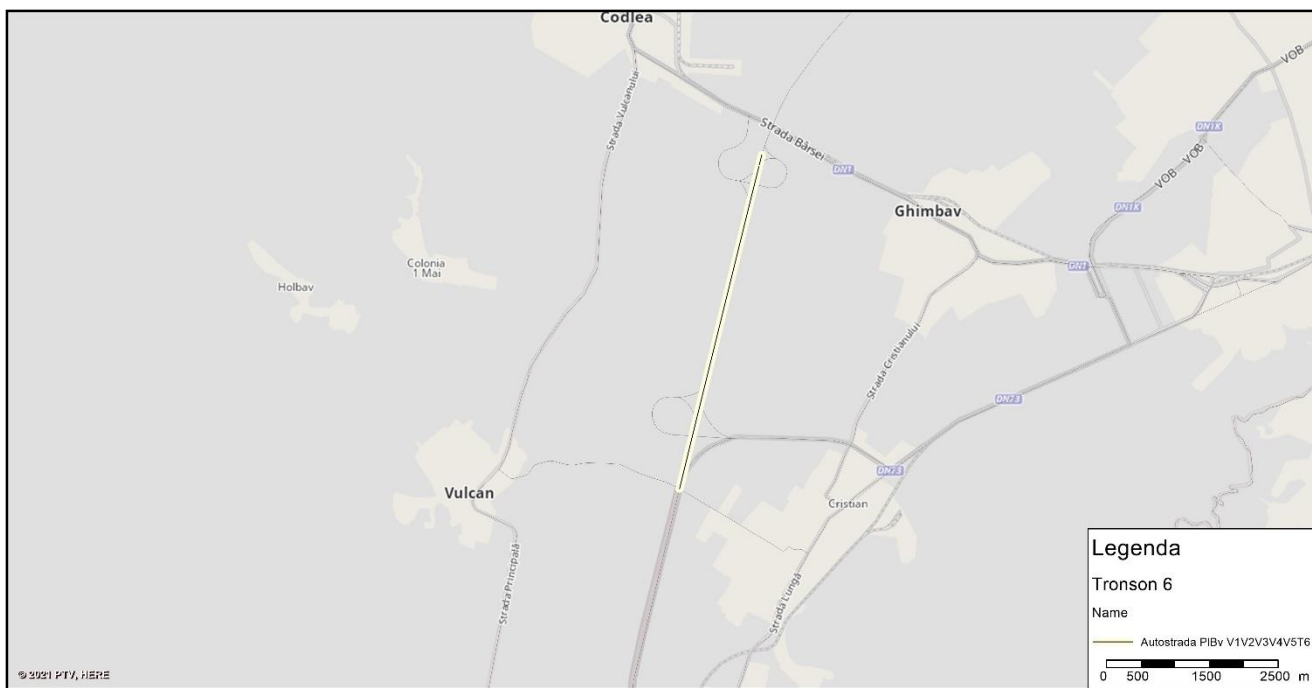 Codlea
Strada Vulcanului
Strada Bârsei
DN1
VOB
DN1K
VOB
VOB
DN1K
Ghimbav
DN1
Colonia
1 Mai
Holbav
Strada Cristianului
DN73
DN73
Vulcan
Cristian
Strada Principală
Strada Lungă
Legenda
Tronson 6
Name
Autostrada PlBv V1V2V3V4V5T6
0 500 1500 2500 m
© 2021 PTV, HERE